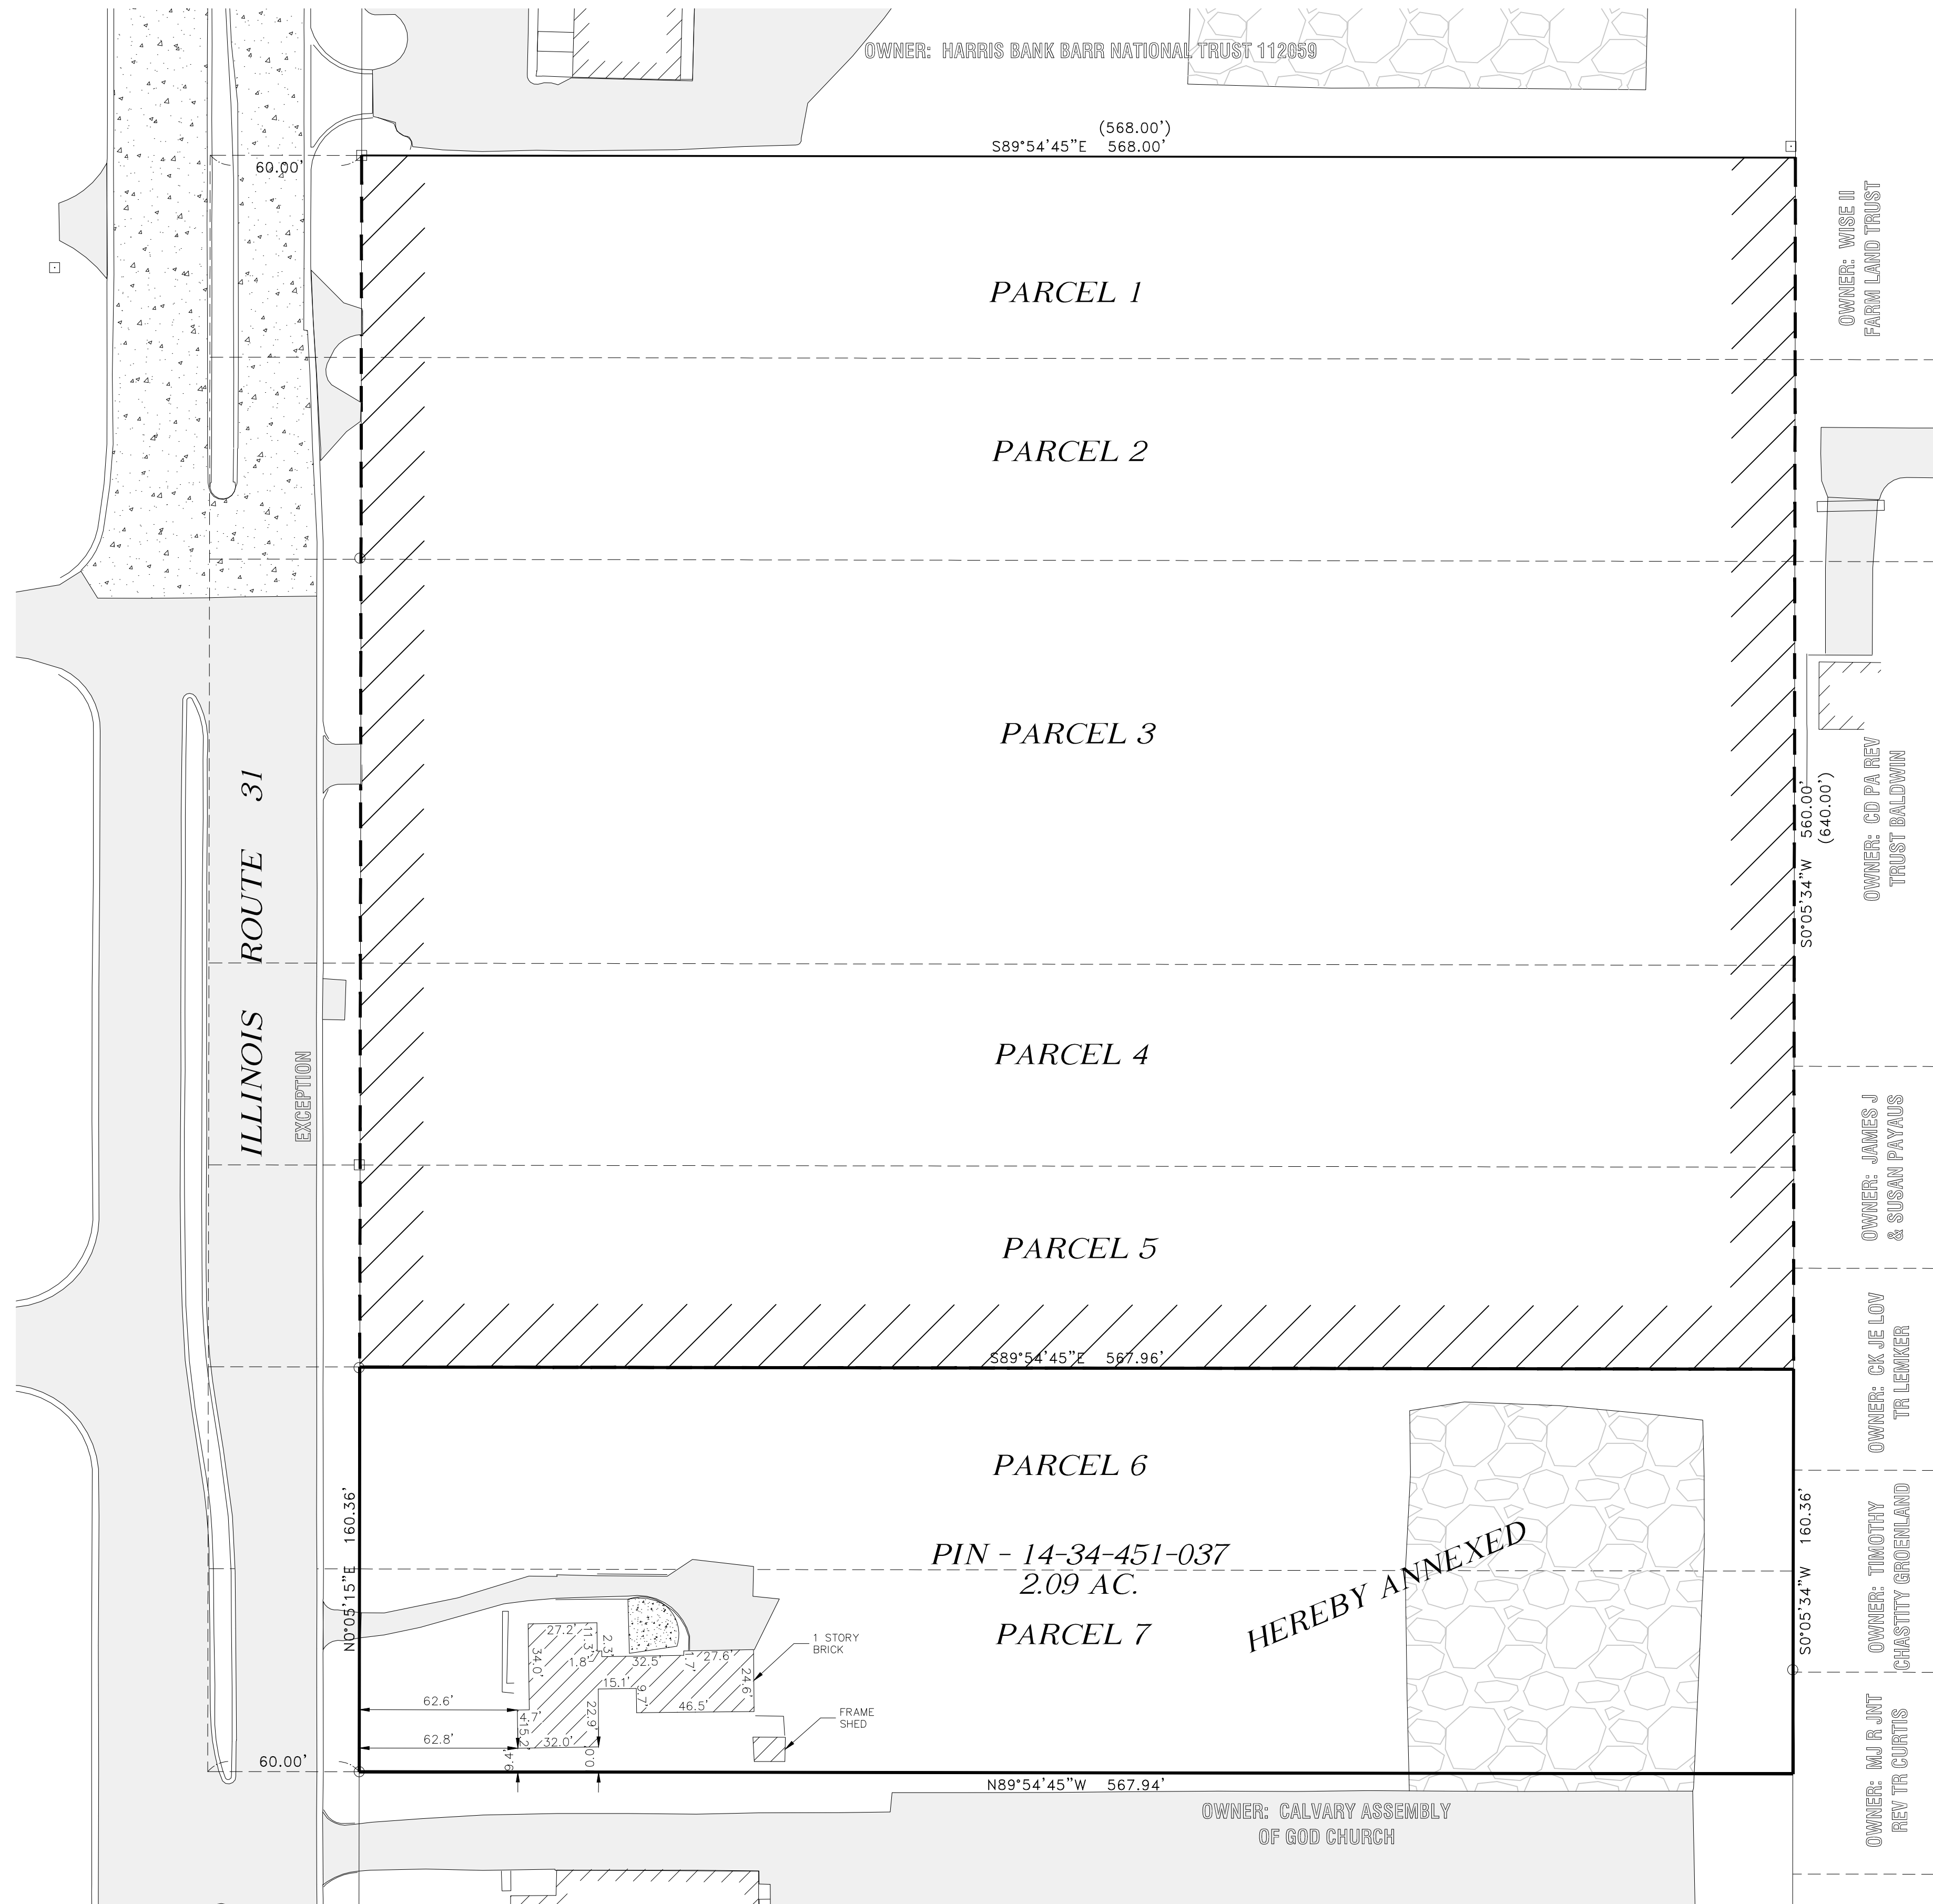 OWNER: HARRIS BANK BARR NATIONAL TRUST 112059
(568.00')
S89°54'45"E 568.00'
60.00'
OWNER: WISE II
FARM LAND TRUST
PARCEL 1
PARCEL 2
PARCEL 3
ILLINOIS ROUTE 31
EXCEPTION
S0°05'34"W 560.00'
(640.00')
OWNER: CD PA REV
TRUST BALDWIN
PARCEL 4
OWNER: JAMES J
& SUSAN PAYAUS
PARCEL 5
S89°54'45"E 567.96'
OWNER: CK JE LOV
TR LEMKER
PARCEL 6
N0°05'15"E 160.36'
S0°05'34"W 160.36'
PIN - 14-34-451-037
2.09 AC.
HEREBY ANNEXED
OWNER: TIMOTHY
CHASTITY GROENLAND
PARCEL 7
1 STORY
BRICK
27.2'
11.3'
2.3'
1.8'
32.5'
1.7'
27.6'
34.0'
24.6'
15.1'
9.7'
46.5'
62.6'
4.7'
22.9'
FRAME
SHED
62.8'
15.2'
32.0'
9.4'
60.00'
N89°54'45"W 567.94'
OWNER: MJ R JNT
REV TR CURTIS
OWNER: CALVARY ASSEMBLY
OF GOD CHURCH